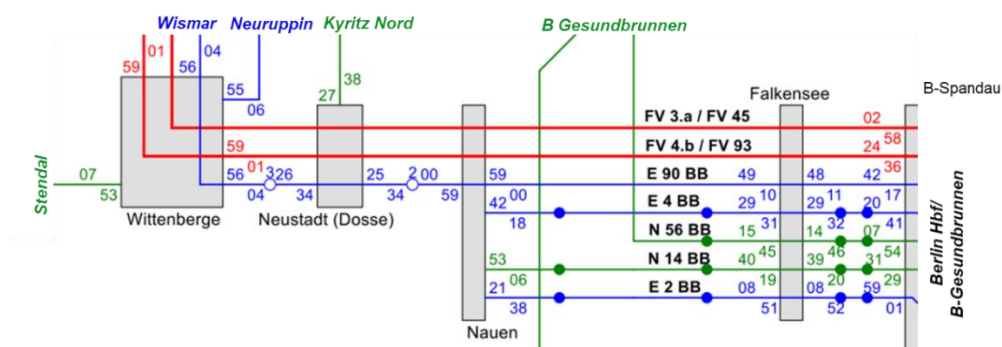 Wismar Neuruppin Kyritz Nord B Gesundbrunnen
01 04
59 56 38
55 27 Falkensee B-Spandau
06
FV 3.a / FV 45 02
58
59 FV 4.b / FV 93 24
01 36
07 56 3 26 25 2 00 59 E 90 BB 49 48 42
53 04 34 34 59 00 10 11 17
Stendal
42 E 4 BB 29 29 20
18 31 32 41
Wittenberge Neustadt (Dosse)
N 56 BB 15 14 07
45 46 54
53 N 14 BB 40 39 31
06 19 20 29
21 E 2 BB 08 08 59
38 51 52 01
Nauen
Berlin Hbf/
B-Gesundbrunnen